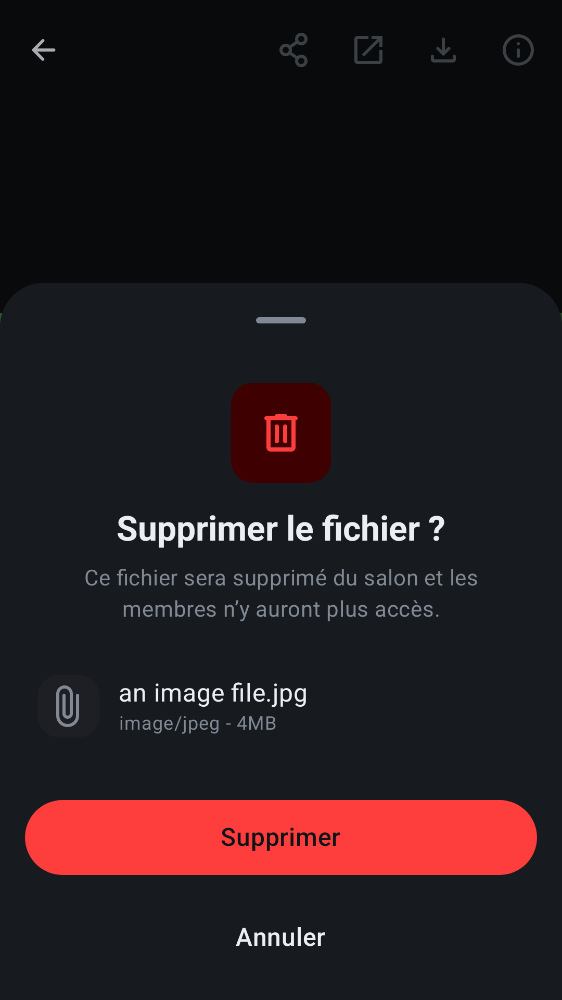 Supprimer le fichier ?
Ce fichier sera supprimé du salon et les
membres n’y auront plus accès.
an image file.jpg
image/jpeg - 4MB
Supprimer
Annuler